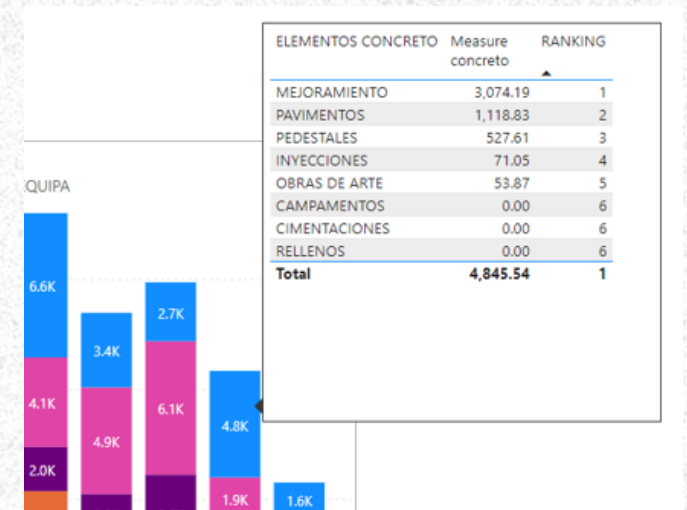 ELEMENTOS CONCRETO Measure concreto RANKING
MEJORAMIENTO 3,074.19 1
PAVIMENTOS 1,118.83 2
PEDESTALES 527.61 3
INYECCIONES 71.05 4
OBRAS DE ARTE 53.87 5
CAMPAMENTOS 0.00 6
CIMENTACIONES 0.00 6
RELLENOS 0.00 6
Total 4,845.54 1
QUIPA
6.6K
2.7K
3.4K
4.1K
6.1K
4.8K
4.9K
2.0K
1.9K
1.6K